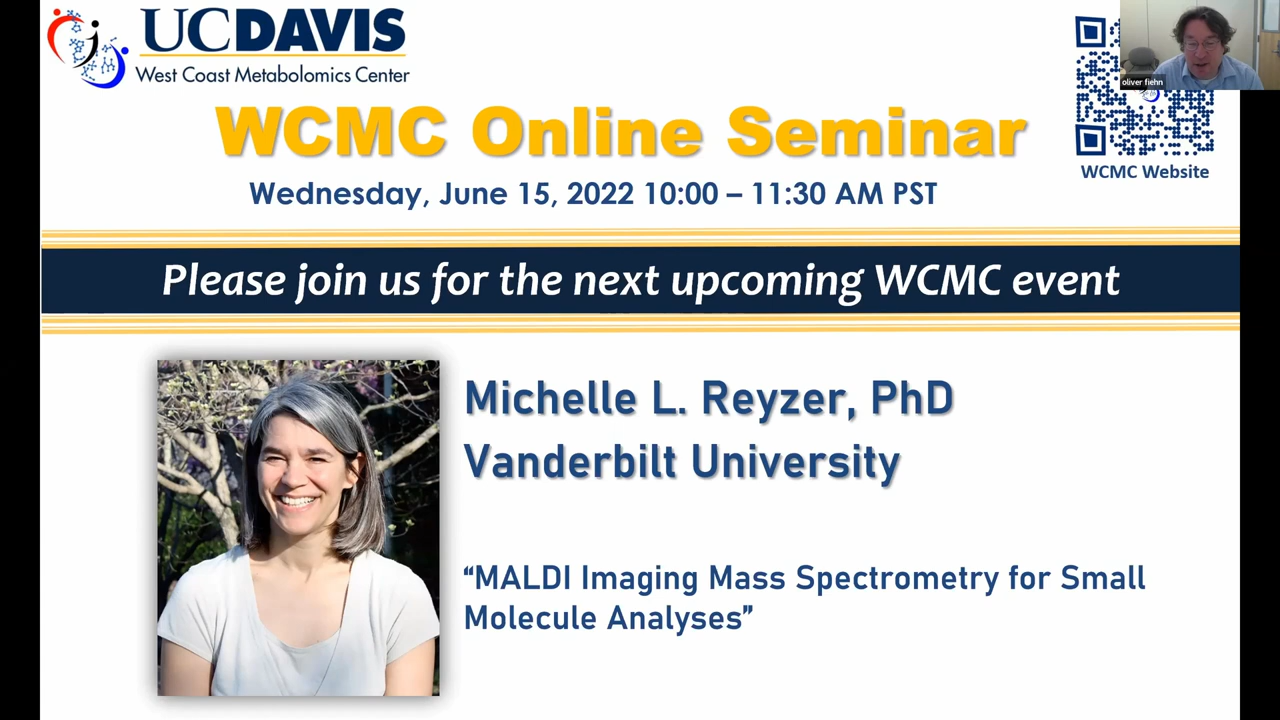 UCDAVIS
West Coast Metabolomics Center
oliver fiehn
WCMC Online Seminar
WCMC Website
Wednesday, June 15, 2022 10:00 – 11:30 AM PST
Please join us for the next upcoming WCMC event
Michelle L. Reyzer, PhD
Vanderbilt University
“MALDI Imaging Mass Spectrometry for Small
Molecule Analyses”